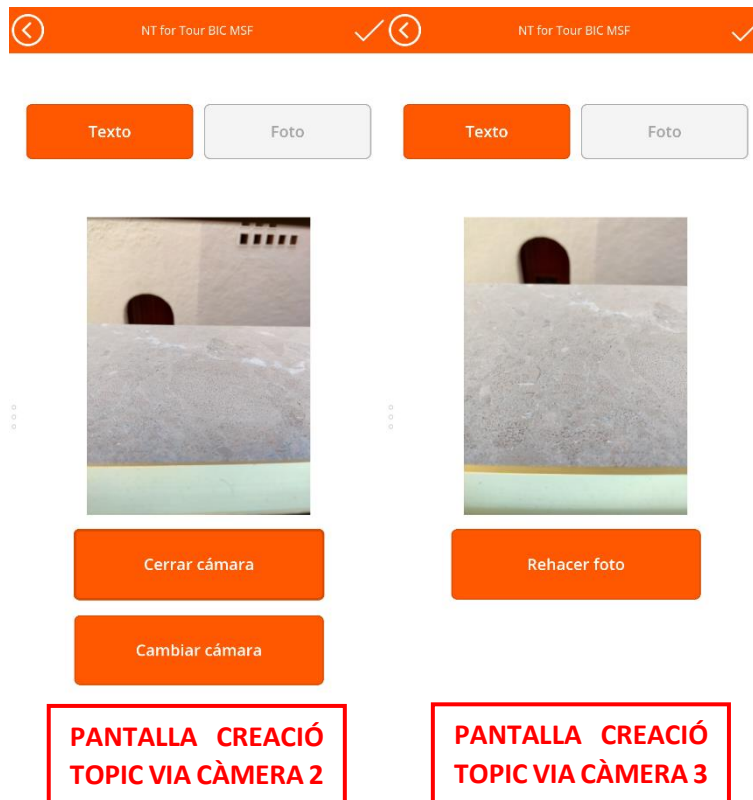 NT for Tour BIC MSF
Texto
Foto
Cerrar cámara
Cambiar cámara
PANTALLA CREACIÓ
TOPIC VIA CÀMERA 2
NT for Tour BIC MSF
Texto
Foto
Rehacer foto
PANTALLA CREACIÓ
TOPIC VIA CÀMERA 3